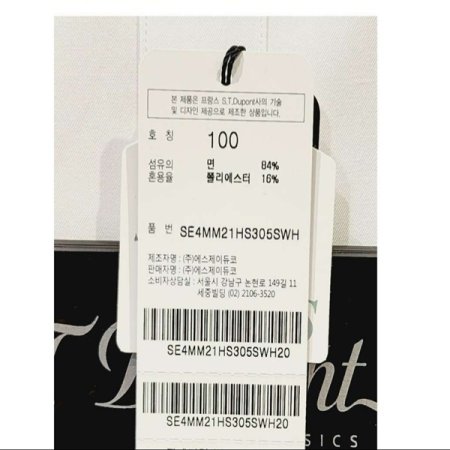 본 제품은 프랑스 S.T.Dupont사의 기술
및 디자인 제공으로 제조한 상품입니다.
호 칭 100
섬유의 면 84%
혼용율 폴리에스터 16%
품 번 SE4MM21HS305SWH
제조자명 : (주)에스제이듀코
판매자명 : (주)에스제이듀코
소비자상담실 : 서울시 강남구 논현로 149길 11
세중빌딩 (02) 2106-3520
SE4MM21HS305SWH20
SE4MM21HS305SWH20